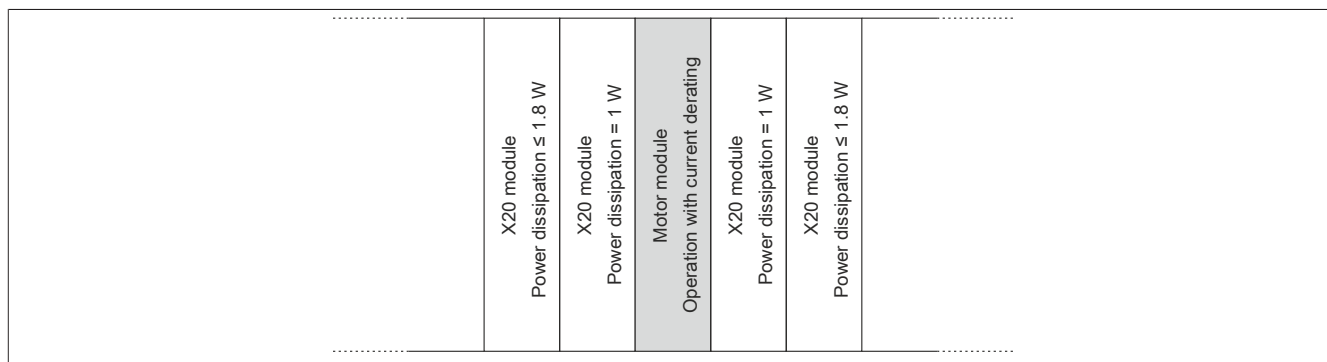 X20 module
Power dissipation ≤ 1.8 W
X20 module
Power dissipation = 1 W
Motor module
Operation with current derating
X20 module
Power dissipation = 1 W
X20 module
Power dissipation ≤ 1.8 W